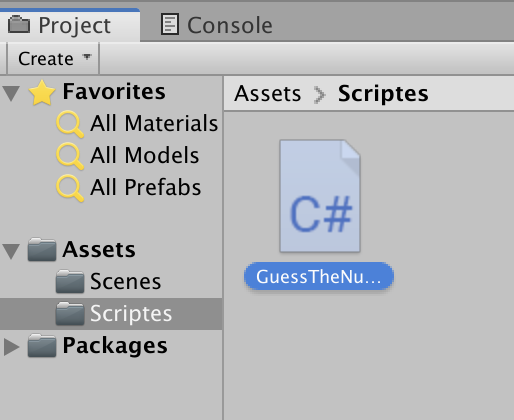 Project
Console
Create
Favorites
All Materials
All Models
All Prefabs
Assets
Scenes
Scriptes
Packages
Assets > Scriptes
C#
GuessTheNu...